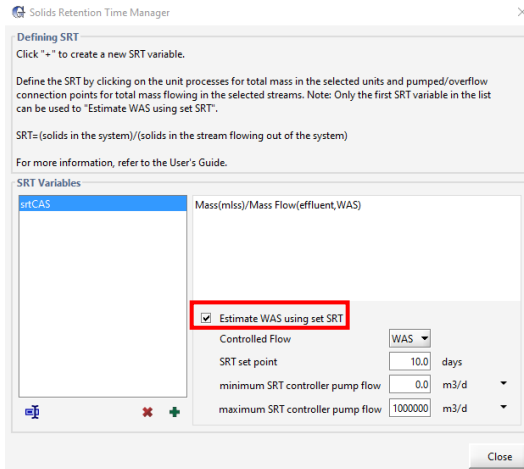 Solids Retention Time Manager
Defining SRT
Click "+" to create a new SRT variable.
Define the SRT by clicking on the unit processes for total mass in the selected units and pumped/overflow
connection points for total mass flowing in the selected streams. Note: Only the first SRT variable in the list
can be used to "Estimate WAS using set SRT".
SRT=(solids in the system)/(solids in the stream flowing out of the system)
For more information, refer to the User's Guide.
SRT Variables
srtCAS
Mass(mlss)/Mass Flow(effluent,WAS)
Estimate WAS using set SRT
Controlled Flow WAS
SRT set point 10.0 days
minimum SRT controller pump flow 0.0 m3/d
maximum SRT controller pump flow 1000000 m3/d
Close